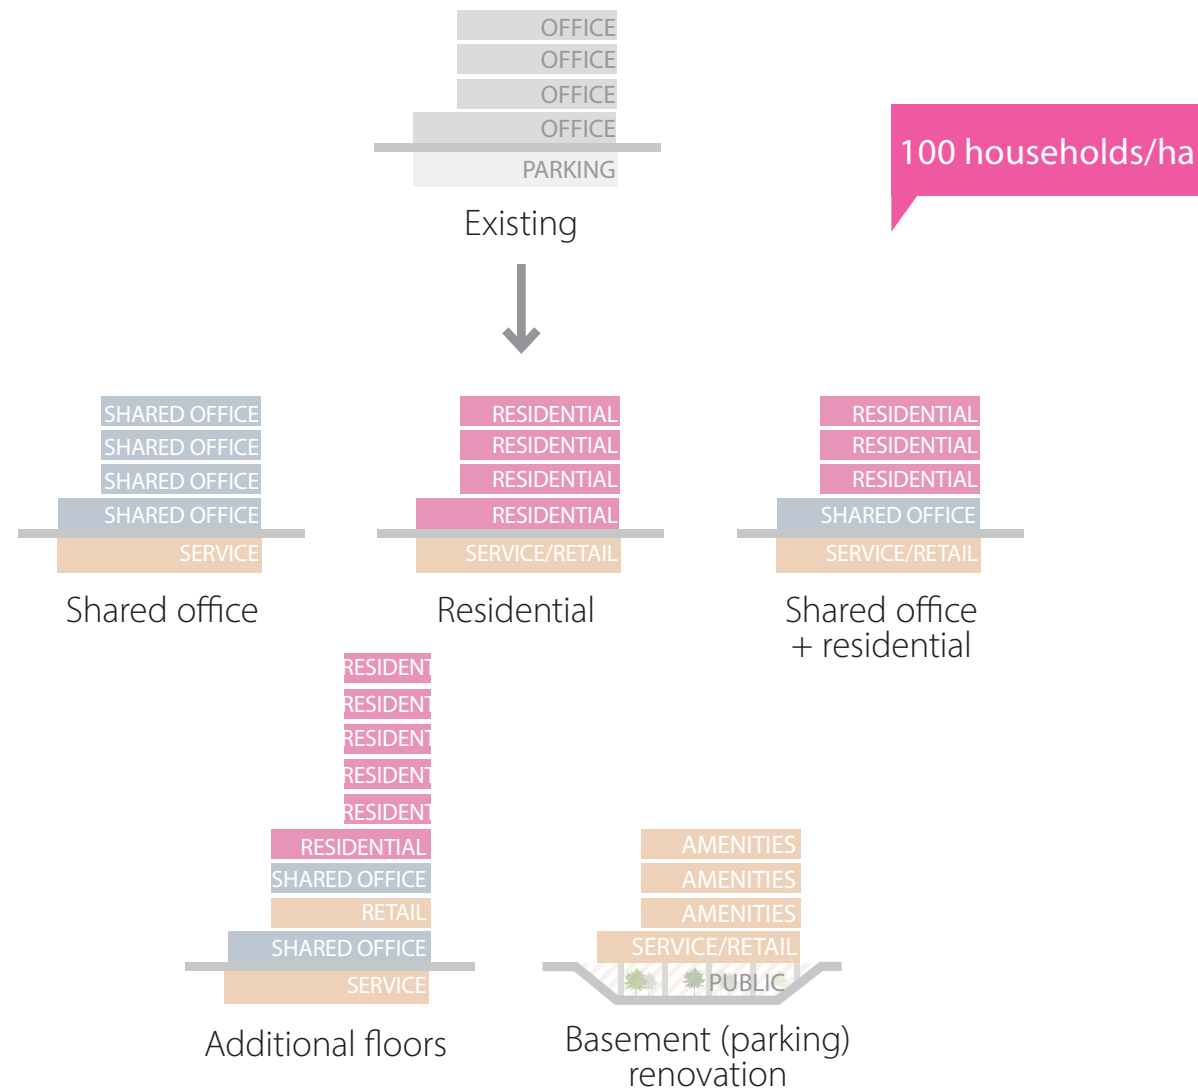 OFFICE
OFFICE
OFFICE
OFFICE
PARKING
Existing
100 households/ha
SHARED OFFICE
SHARED OFFICE
SHARED OFFICE
SHARED OFFICE
SERVICE
Shared office
RESIDENTIAL
RESIDENTIAL
RESIDENTIAL
RESIDENTIAL
SERVICE/RETAIL
Residential
RESIDENTIAL
RESIDENTIAL
RESIDENTIAL
SHARED OFFICE
SERVICE/RETAIL
Shared office
+ residential
RESIDENT
RESIDENT
RESIDENT
RESIDENT
RESIDENT
RESIDENTIAL
SHARED OFFICE
RETAIL
SHARED OFFICE
SERVICE
Additional floors
AMENITIES
AMENITIES
AMENITIES
SERVICE/RETAIL
PUBLIC
Basement (parking)
renovation